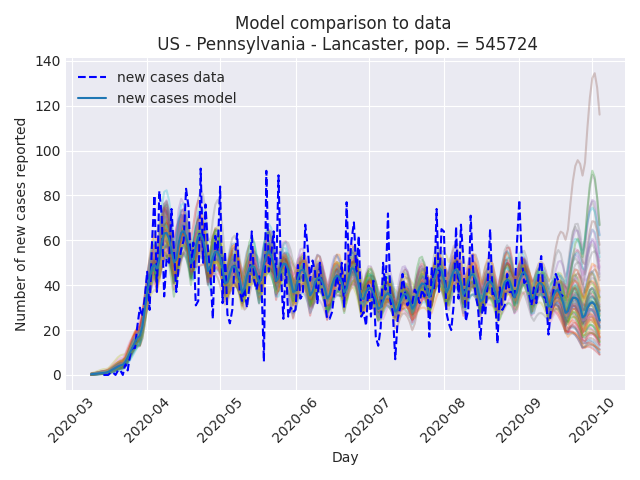 Model comparison to data
US - Pennsylvania - Lancaster, pop. = 545724
140
120
100
80
60
40
20
0
Number of new cases reported
new cases data
new cases model
2020-03
2020-04
2020-05
2020-06
2020-07
2020-08
2020-09
2020-10
Day